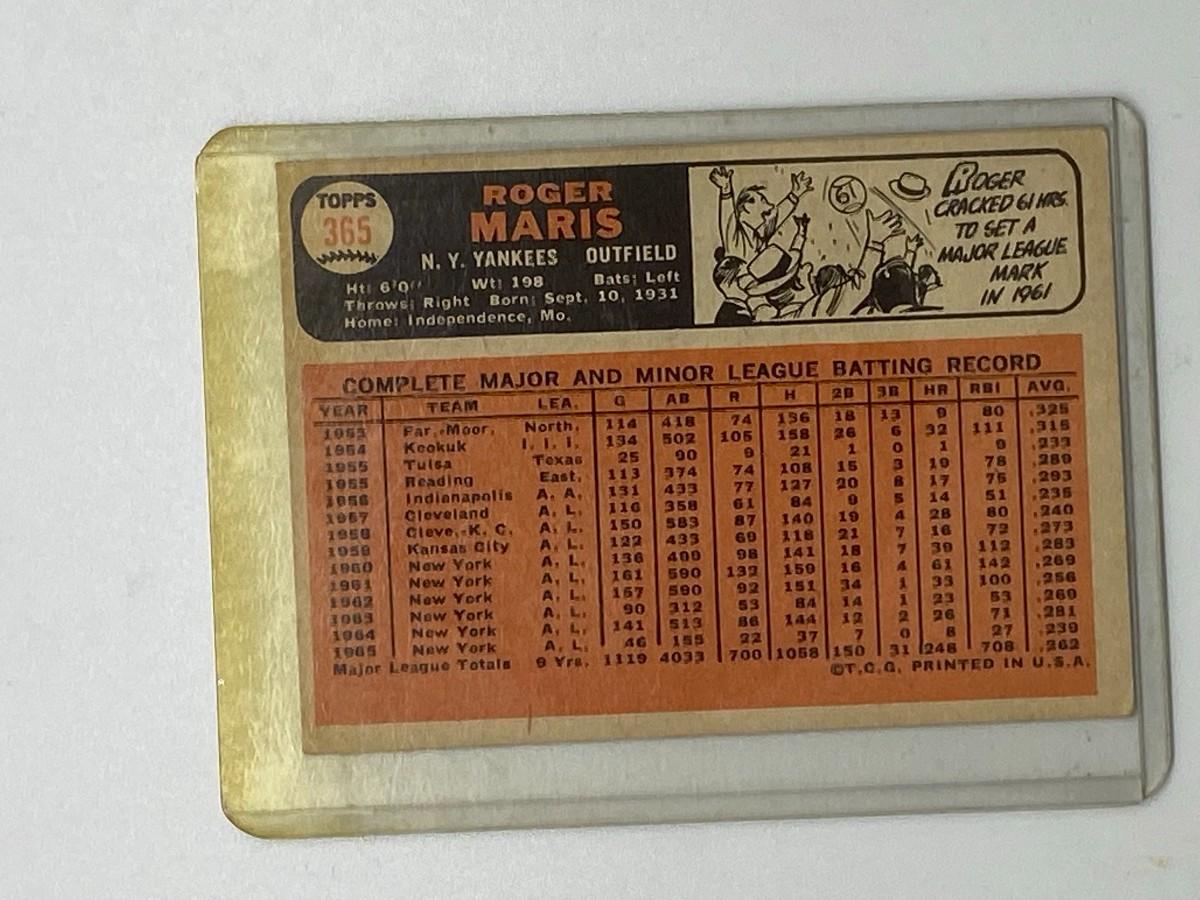 TOPPS
365
ROGER
MARIS
N. Y. YANKEES OUTFIELD
Ht: 6'0" Wt: 198 Bats: Left
Throws: Right Born: Sept. 10, 1931
Home: Independence, Mo.
61
ROGER
CRACKED 61 HRS.
TO SET A
MAJOR LEAGUE
MARK
IN 1961
COMPLETE MAJOR AND MINOR LEAGUE BATTING RECORD
YEAR TEAM LEA. G AB R H 2B 3B HR RBI AVG.
1953 Far.-Moor. North. 114 418 74 136 18 13 9 80 .325
1954 Keokuk I. I. I. 134 502 105 158 26 6 32 111 .315
1955 Tulsa Texas 25 90 9 21 1 0 1 9 .233
1955 Reading East. 113 374 74 108 15 3 19 78 .289
1956 Indianapolis A. A. 131 433 77 127 20 8 17 75 .293
1957 Cleveland A. L. 116 358 61 84 9 5 14 51 .235
1958 Cleve.-K. C. A. L. 150 583 87 140 19 4 28 80 .240
1959 Kansas City A. L. 122 433 69 118 21 7 16 72 .273
1960 New York A. L. 136 499 98 141 18 7 39 112 .283
1961 New York A. L. 161 590 132 159 16 4 61 142 .269
1962 New York A. L. 157 590 92 151 34 1 33 100 .256
1963 New York A. L. 90 312 53 84 14 1 23 53 .269
1964 New York A. L. 141 513 86 144 12 2 26 71 .281
1965 New York A. L. 46 155 22 37 7 0 8 27 .239
Major League Totals 9 Yrs. 1119 4033 700 1058 150 31 248 708 .262
©T.C.G. PRINTED IN U.S.A.